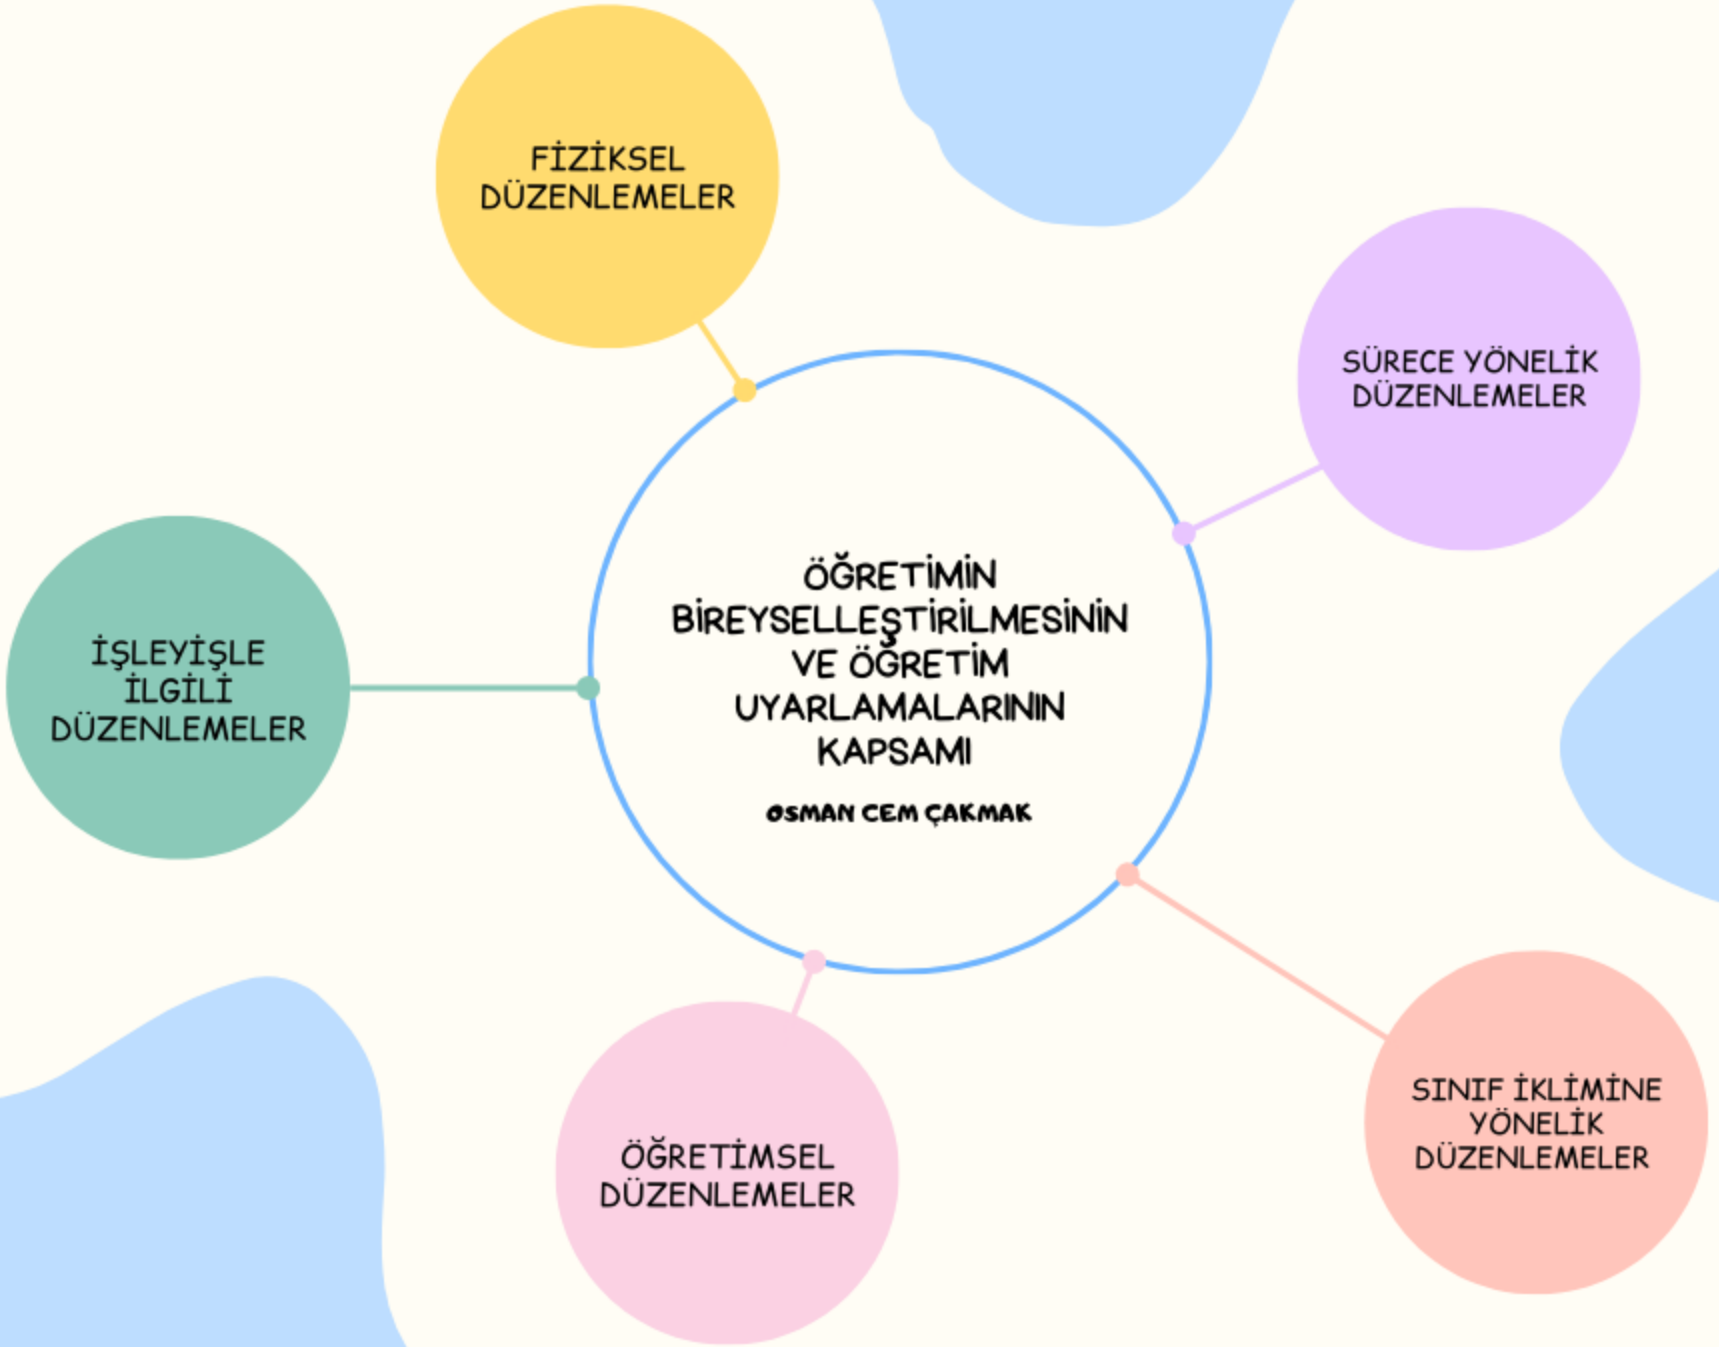 FİZİKSEL
DÜZENLEMELER
SÜRECE YÖNELİK
DÜZENLEMELER
ÖĞRETİMİN
BİREYSELLEŞTİRİLMESİNİN
VE ÖĞRETİM
UYARLAMALARININ
KAPSAMI
OSMAN CEM ÇAKMAK
İŞLEYİŞLE
İLGİLİ
DÜZENLEMELER
ÖĞRETİMSEL
DÜZENLEMELER
SINIF İKLİMİNE
YÖNELİK
DÜZENLEMELER